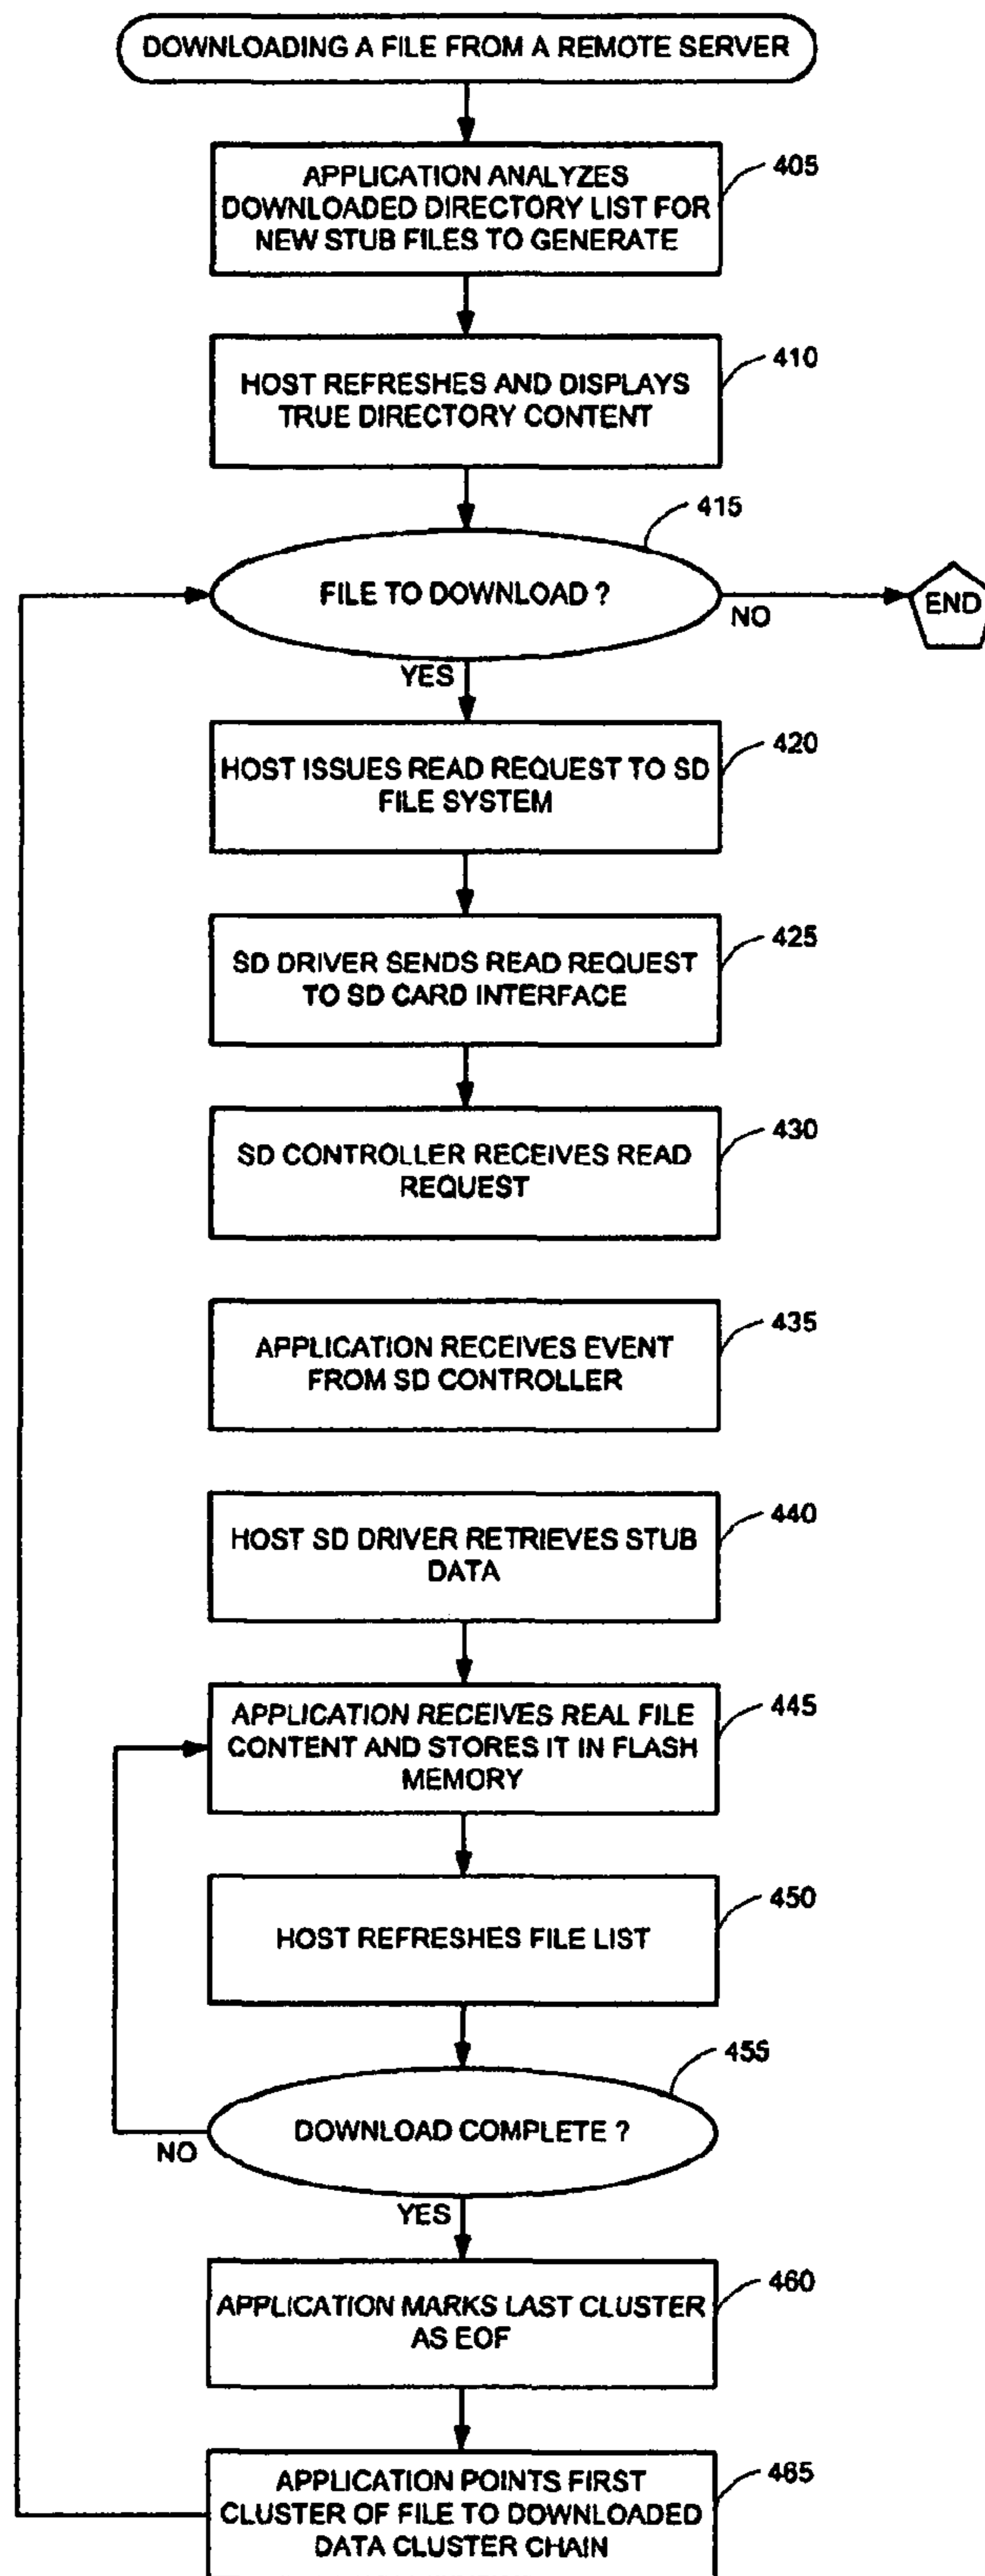 DOWNLOADING A FILE FROM A REMOTE SERVER
405
APPLICATION ANALYZES
DOWNLOADED DIRECTORY LIST FOR
NEW STUB FILES TO GENERATE
410
HOST REFRESHES AND DISPLAYS
TRUE DIRECTORY CONTENT
415
FILE TO DOWNLOAD ?
NO
END
YES
420
HOST ISSUES READ REQUEST TO SD
FILE SYSTEM
425
SD DRIVER SENDS READ REQUEST
TO SD CARD INTERFACE
430
SD CONTROLLER RECEIVES READ
REQUEST
435
APPLICATION RECEIVES EVENT
FROM SD CONTROLLER
440
HOST SD DRIVER RETRIEVES STUB
DATA
445
APPLICATION RECEIVES REAL FILE
CONTENT AND STORES IT IN FLASH
MEMORY
450
HOST REFRESHES FILE LIST
455
DOWNLOAD COMPLETE ?
NO
YES
460
APPLICATION MARKS LAST CLUSTER
AS EOF
465
APPLICATION POINTS FIRST
CLUSTER OF FILE TO DOWNLOADED
DATA CLUSTER CHAIN